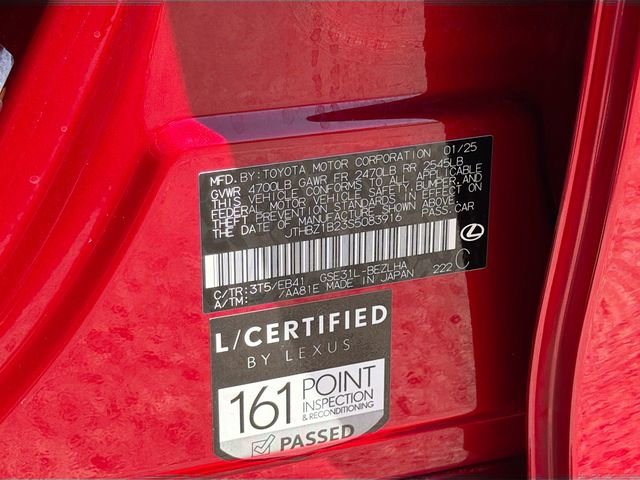 MFD. BY: TOYOTA MOTOR CORPORATION 01/25
GVWR 4700LB GAWR FR 2470LB RR 2545LB
THIS VEHICLE CONFORMS TO ALL APPLICABLE
FEDERAL MOTOR VEHICLE SAFETY, BUMPER, AND
THEFT PREVENTION STANDARDS IN EFFECT ON
THE DATE OF MANUFACTURE SHOWN ABOVE.
JTHBZ1B23S5083916 PASS.CAR
C/TR: 3T5/EB41 GSE31L-BEZLHA
A/TM: /AA81E MADE IN JAPAN 222 C
L/CERTIFIED
BY LEXUS
161 POINT
INSPECTION
& RECONDITIONING
PASSED